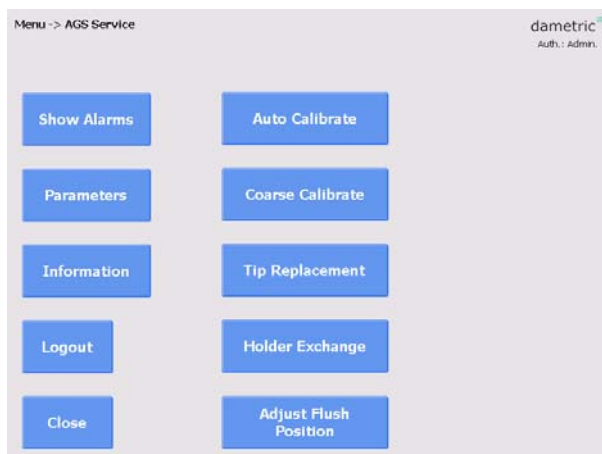 Menu -> AGS Service
dametric
Auth.: Admin.
Show Alarms
Auto Calibrate
Parameters
Coarse Calibrate
Information
Tip Replacement
Logout
Holder Exchange
Close
Adjust Flush
Position